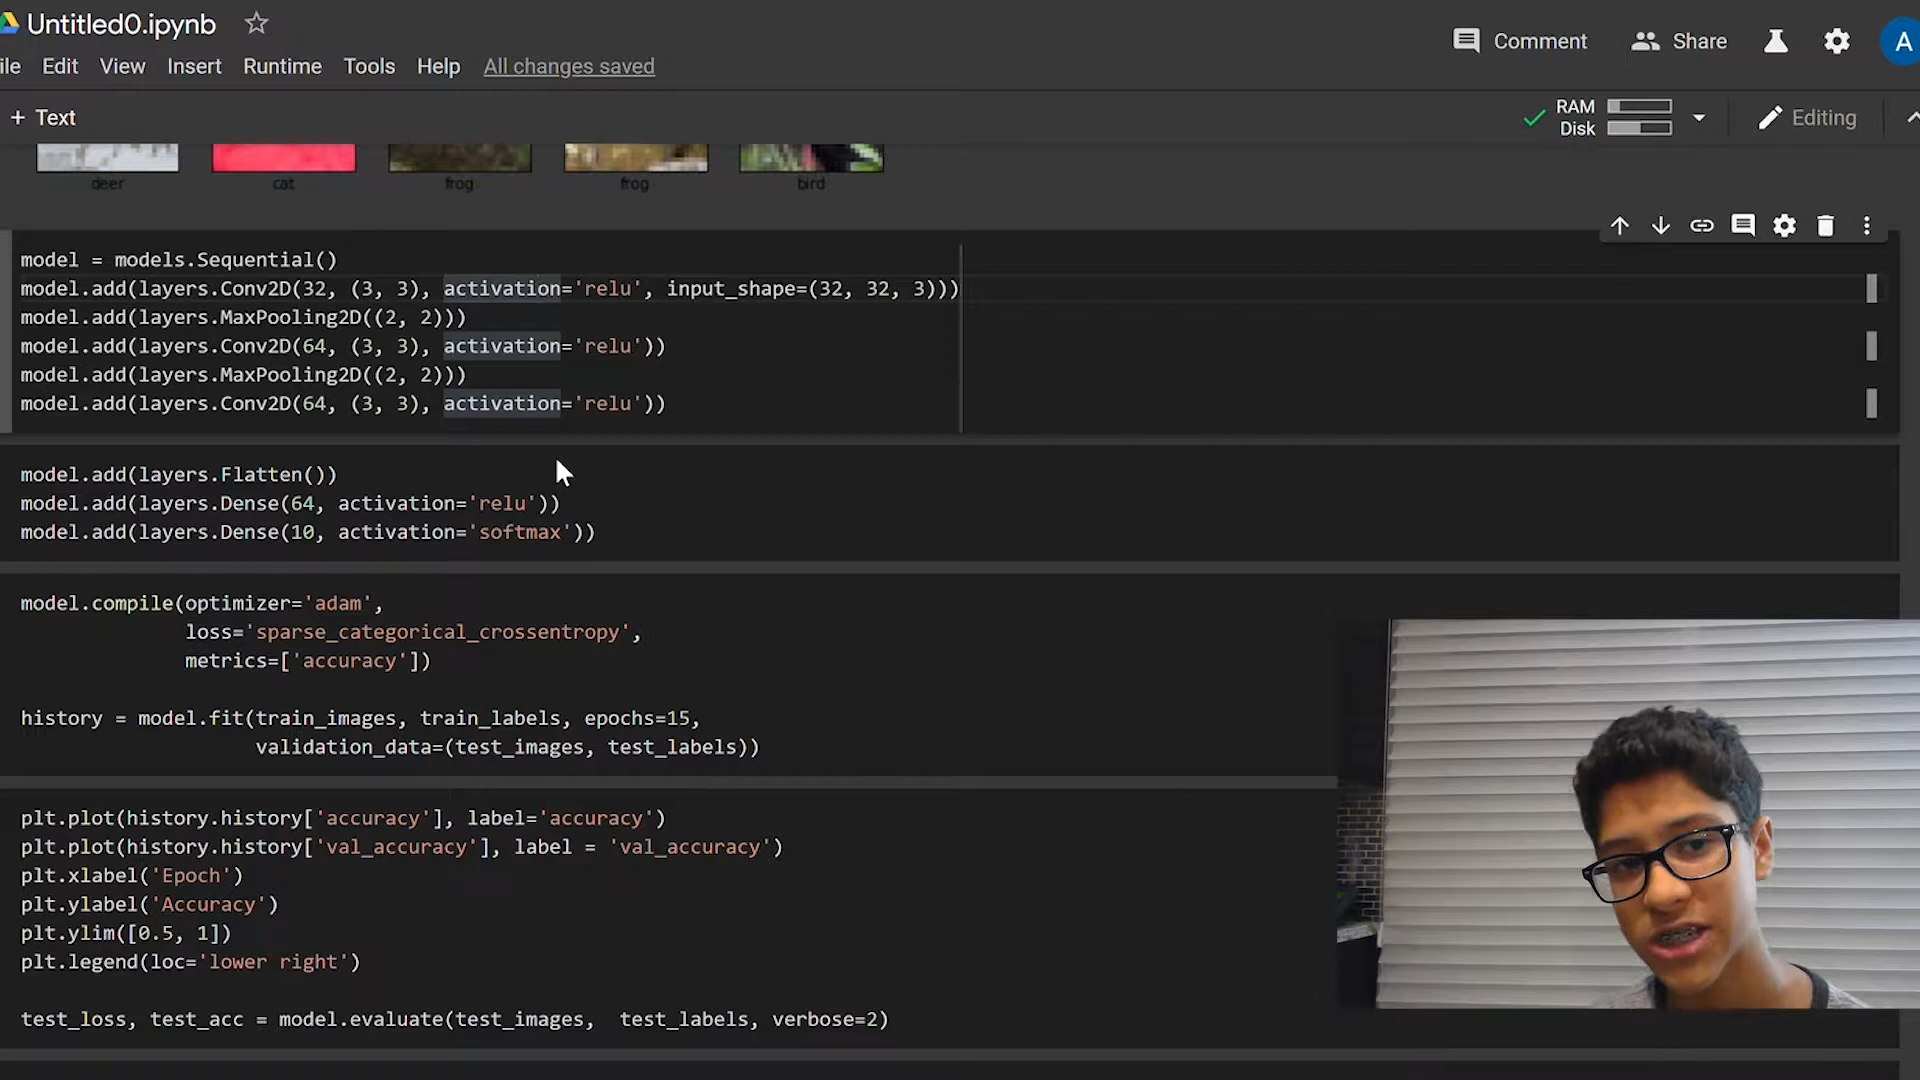 Untitled0.ipynb
Comment
Share
A
ile Edit View Insert Runtime Tools Help All changes saved
+ Text
RAM
Disk
Editing
deer cat frog frog bird
model = models.Sequential()
model.add(layers.Conv2D(32, (3, 3), activation='relu', input_shape=(32, 32, 3)))
model.add(layers.MaxPooling2D((2, 2)))
model.add(layers.Conv2D(64, (3, 3), activation='relu'))
model.add(layers.MaxPooling2D((2, 2)))
model.add(layers.Conv2D(64, (3, 3), activation='relu'))
model.add(layers.Flatten())
model.add(layers.Dense(64, activation='relu'))
model.add(layers.Dense(10, activation='softmax'))
model.compile(optimizer='adam',
loss='sparse_categorical_crossentropy',
metrics=['accuracy'])
history = model.fit(train_images, train_labels, epochs=15,
validation_data=(test_images, test_labels))
plt.plot(history.history['accuracy'], label='accuracy')
plt.plot(history.history['val_accuracy'], label = 'val_accuracy')
plt.xlabel('Epoch')
plt.ylabel('Accuracy')
plt.ylim([0.5, 1])
plt.legend(loc='lower right')
test_loss, test_acc = model.evaluate(test_images,  test_labels, verbose=2)